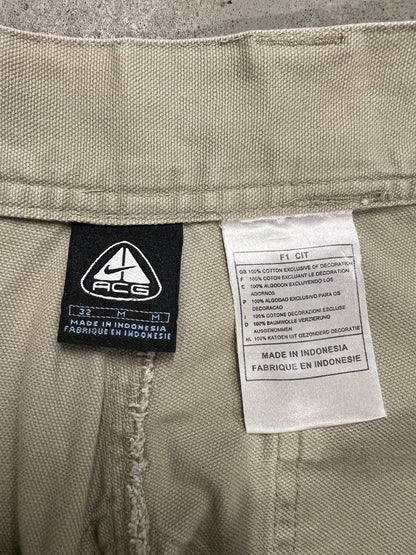 ACG
32 M M
MADE IN INDONESIA
FABRIQUE EN INDONESIE
F1 CIT
GB 100% COTTON EXCLUSIVE OF DECORATION
F 100% COTON EXCLUANT LE DECORATION
E 100% ALGODON EXCLUYENDO LOS
ADORNOS
P 100% ALGODAO EXCLUINDO PARA OS
DECORACAO
I 100% COTONE DECORAZIONI ESCLUSE
D 100% BAUMWOLLE VERZIERUNG
AUSGENOMMEN
NL 100% KATOEN UIT GEZONDERD DECORATIE
MADE IN INDONESIA
FABRIQUE EN INDONESIE